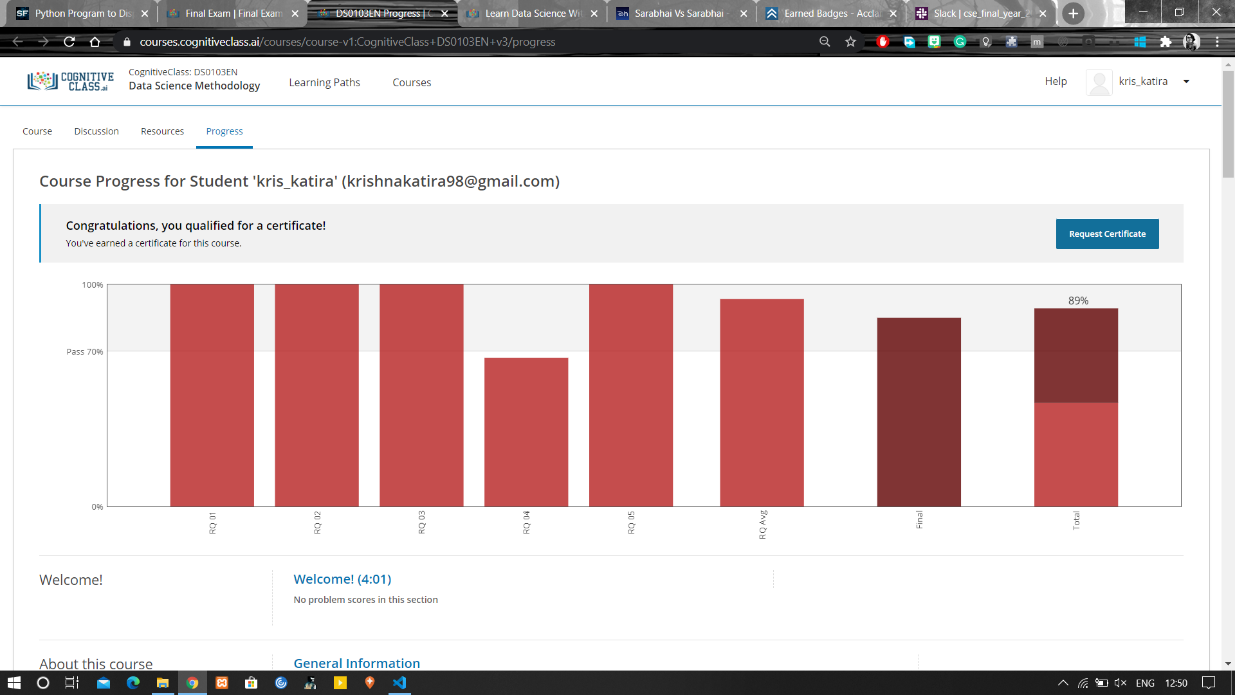 Python Program to Dis
Final Exam | Final Exam
DS0103EN Progress | C
Learn Data Science Wi
Sarabhai Vs Sarabhai
Earned Badges - Accla
Slack | cse_final_year_2
courses.cognitiveclass.ai/courses/course-v1:CognitiveClass+DS0103EN+v3/progress
COGNITIVE
CLASS.ai
CognitiveClass: DS0103EN
Data Science Methodology
Learning Paths
Courses
Help
kris_katira
Course
Discussion
Resources
Progress
Course Progress for Student 'kris_katira' (krishnakatira98@gmail.com)
Congratulations, you qualified for a certificate!
You've earned a certificate for this course.
Request Certificate
100%
89%
Pass 70%
0%
RQ 01
RQ 02
RQ 03
RQ 04
RQ 05
RQ Avg
Final
Total
Welcome!
Welcome! (4:01)
No problem scores in this section
About this course
General Information
ENG
12:50